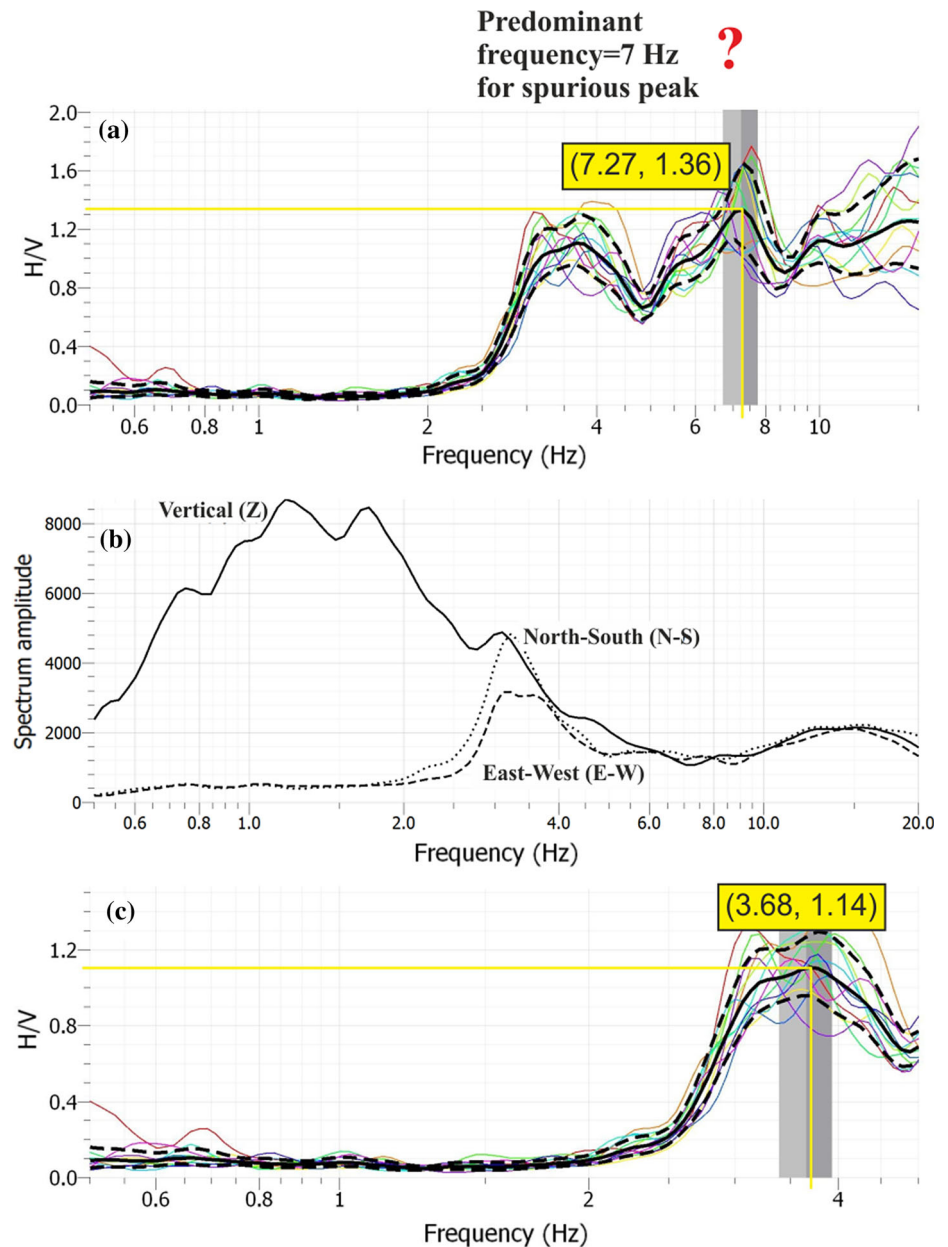 Predominant
frequency=7 Hz
for spurious peak
?
(a)
(7.27, 1.36)
H/V
2.0
1.6
1.2
0.8
0.4
0.0
0.6 0.8 1 2 4 6 8 10
Frequency (Hz)
(b)
Vertical (Z)
North-South (N-S)
East-West (E-W)
Spectrum amplitude
8000
6000
4000
2000
0
0.6 0.8 1.0 2.0 4.0 6.0 8.0 10.0 20.0
Frequency (Hz)
(c)
(3.68, 1.14)
H/V
1.2
0.8
0.4
0.0
0.6 0.8 1 2 4
Frequency (Hz)